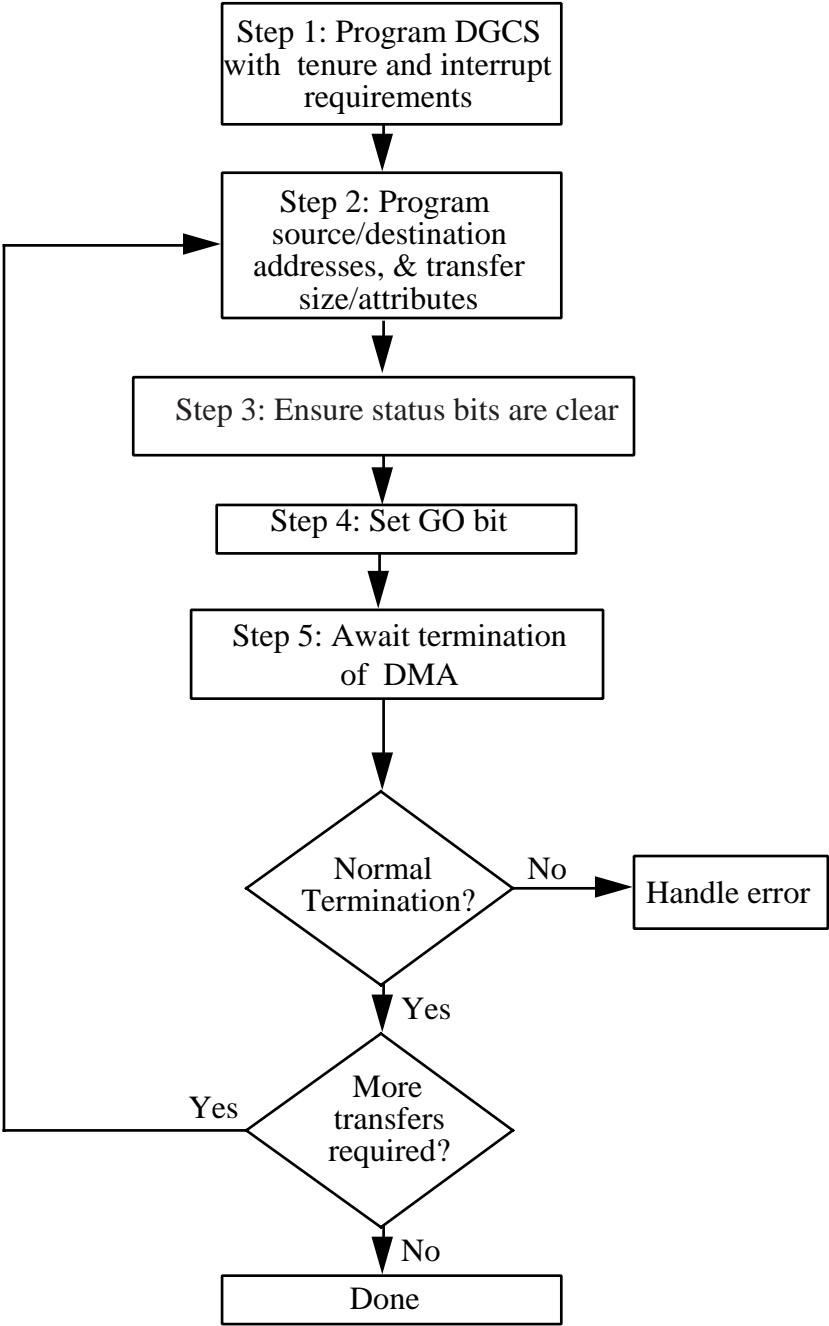 Step 1: Program DGCS
with tenure and interrupt
requirements
Step 2: Program
source/destination
addresses, & transfer
size/attributes
Step 3: Ensure status bits are clear
Step 4: Set GO bit
Step 5: Await termination
of DMA
Normal
Termination?
No
Handle error
Yes
More
transfers
required?
Yes
No
Done